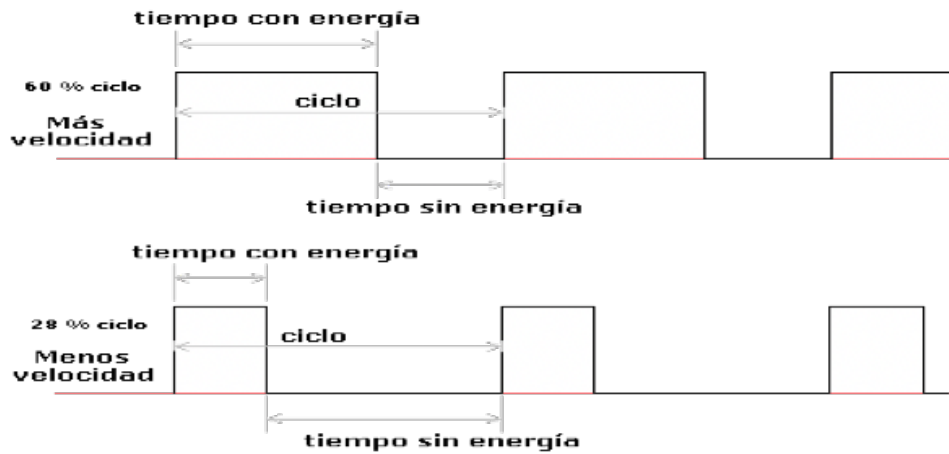 tiempo con energía
60 % ciclo
ciclo
Más
velocidad
tiempo sin energía
tiempo con energía
28 % ciclo
ciclo
Menos
velocidad
tiempo sin energía